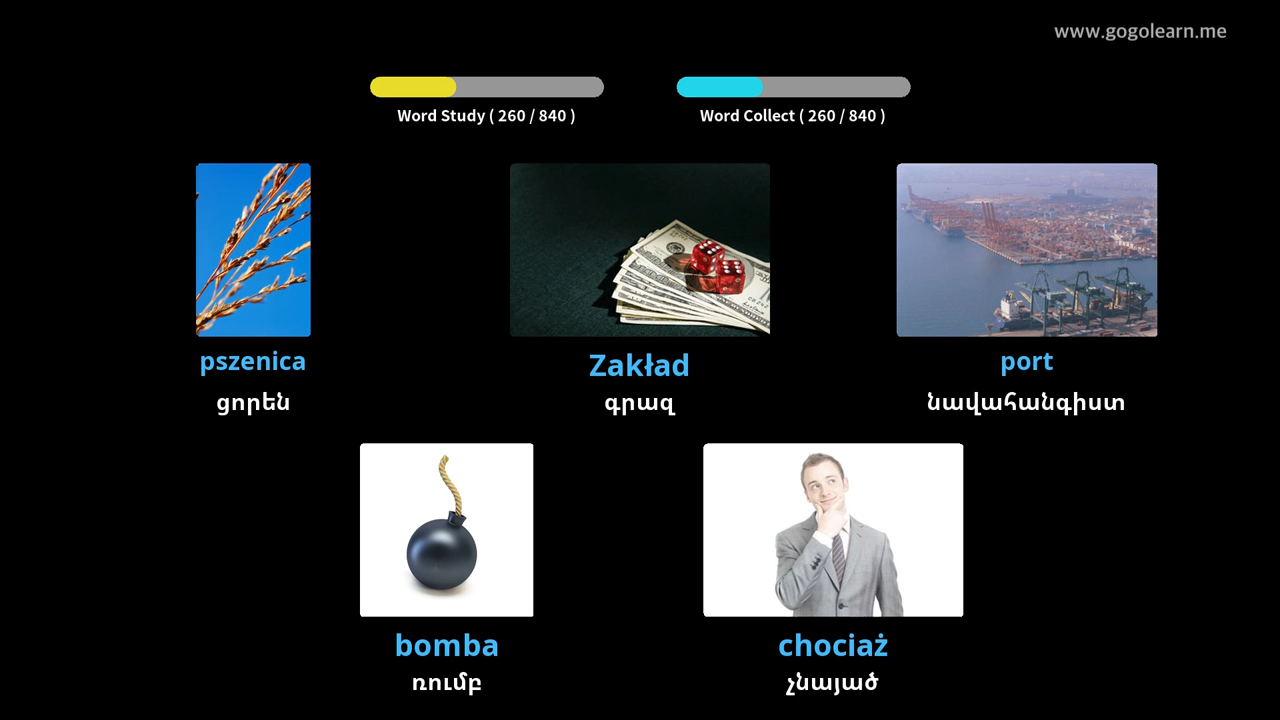 www.gogolearn.me
Word Study ( 260 / 840 )
Word Collect ( 260 / 840 )
pszenica
ցորեն
Zakład
գրազ
port
նավահանգիստ
bomba
ռումբ
chociaż
չնայած